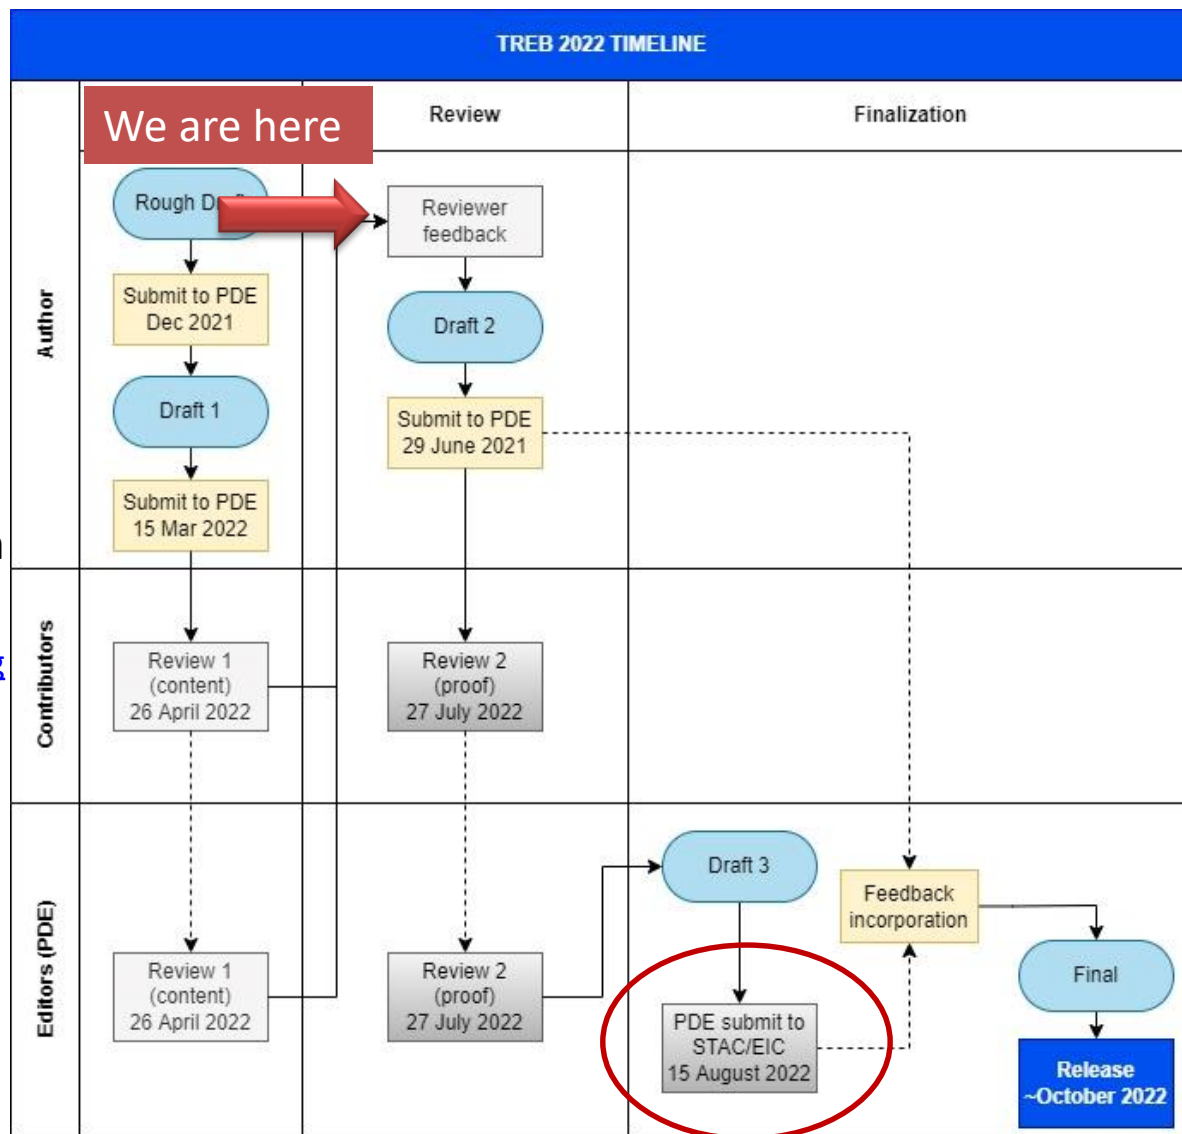 TREB 2022 TIMELINE
We are here
Review
Finalization
Author
Rough
Submit to PDE
Dec 2021
Draft 1
Submit to PDE
15 Mar 2022
Reviewer
feedback
Draft 2
Submit to PDE
29 June 2021
Contributors
Review 1
(content)
26 April 2022
Review 2
(proof)
27 July 2022
Editors (PDE)
Review 1
(content)
26 April 2022
Review 2
(proof)
27 July 2022
Draft 3
PDE submit to
STAC/EIC
15 August 2022
Feedback
incorporation
Final
Release
~October 2022